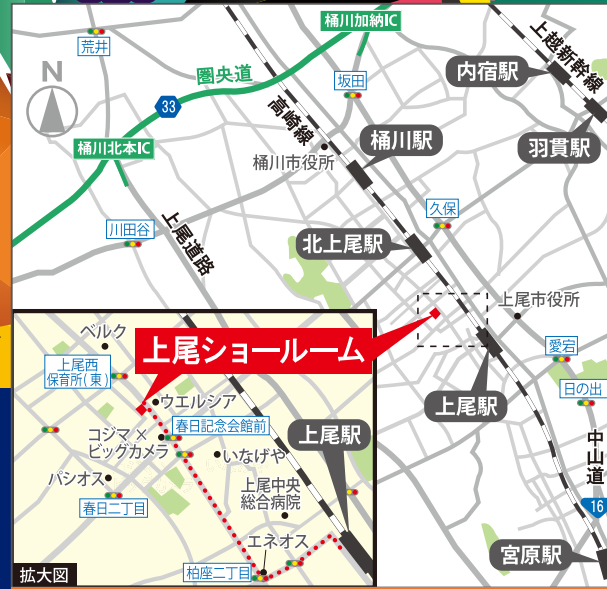 桶川加納IC
荒井
上越新幹線
内宿駅
N
圏央道
坂田
33
高崎線
羽貫駅
桶川北本IC
桶川駅
桶川市役所
久保
川田谷
上尾道路
北上尾駅
上尾市役所
愛宕
日の出
上尾駅
中山道
16
宮原駅
上尾ショールーム
ベルク
上尾西
保育所(東)
ウエルシア
春日記念会館前
コジマ×
ビッグカメラ
いなげや
上尾駅
パシオス
春日二丁目
上尾中央
総合病院
エネオス
柏座二丁目
拡大図